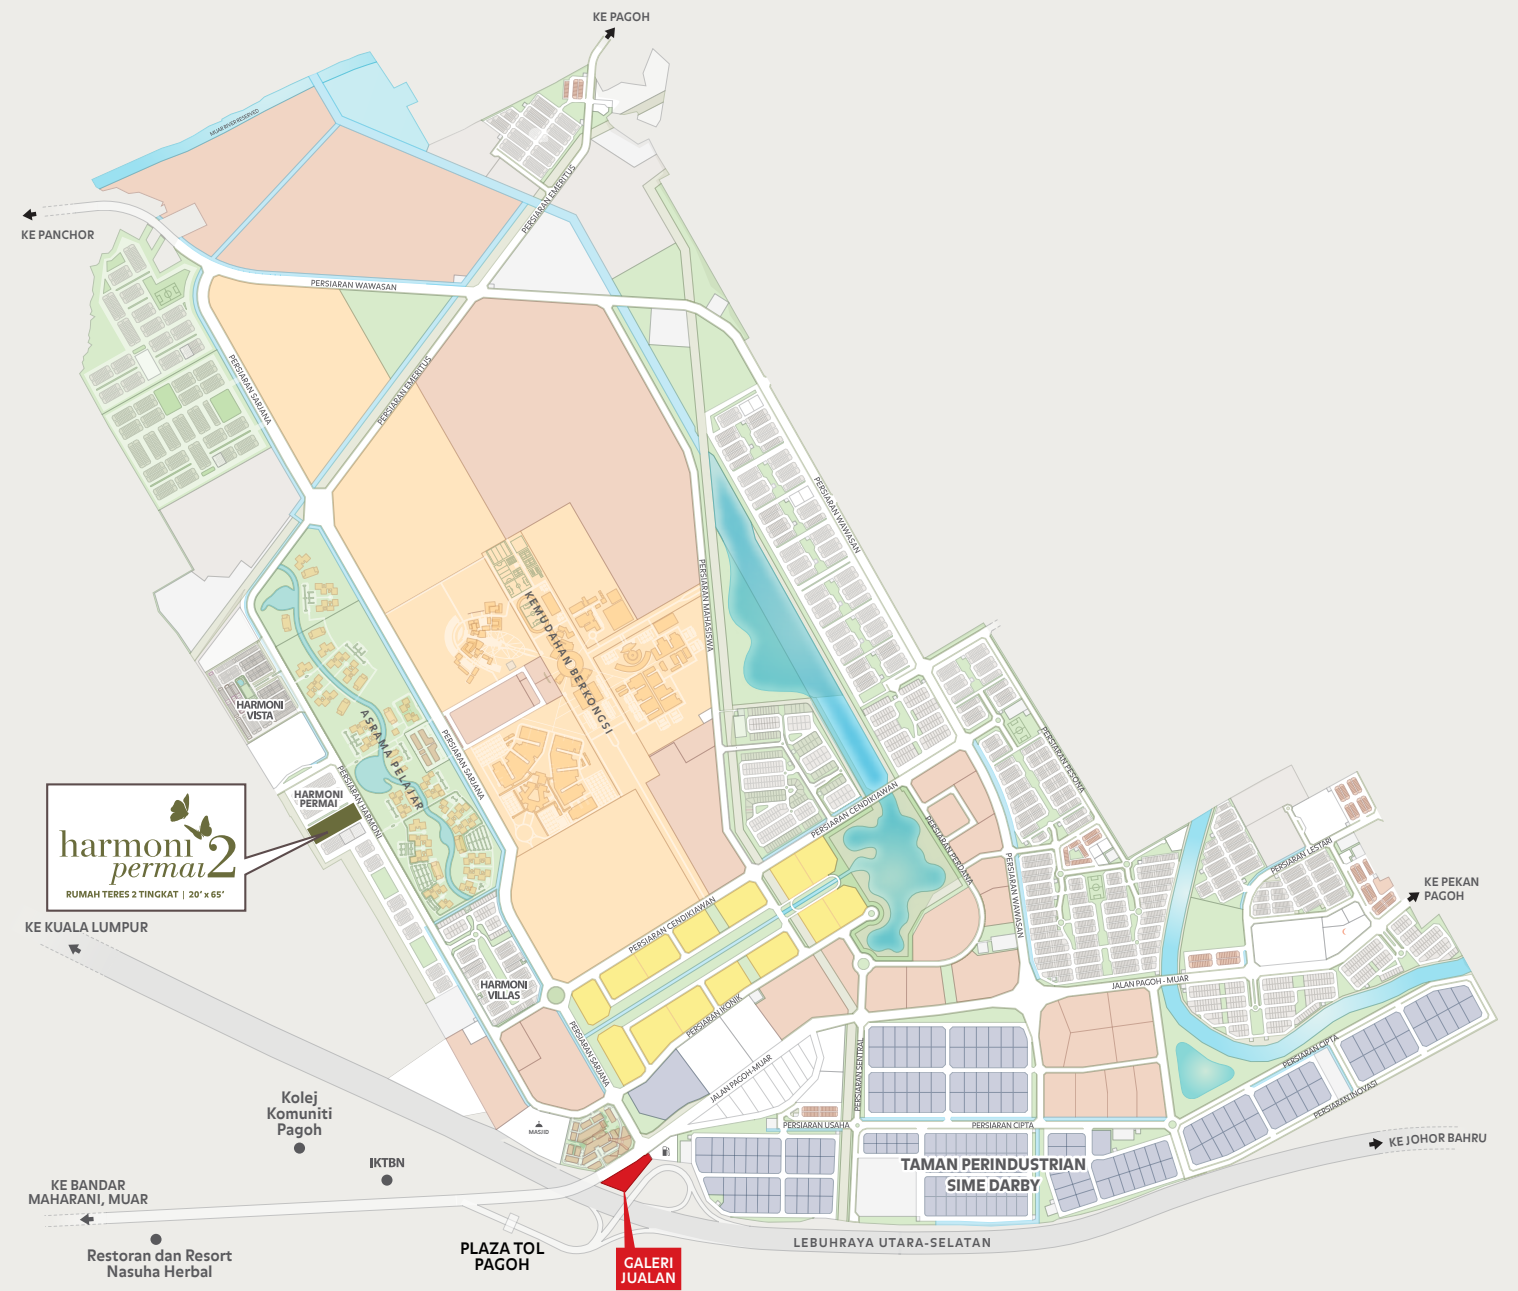 KE PAGOH
MUAR RIVER RESERVED
PERSIARAN EMERITUS
KE PANCHOR
PERSIARAN WAWASAN
PERSIARAN SARJANA
PERSIARAN EMERITUS
PERSIARAN WAWASAN
PERSIARAN MAHASISWA
KEMUDAHAN BERKONGSI
HARMONI
VISTA
ASRAMA PELAJAR
PERSIARAN SARJANA
PERSIARAN PESONA
PERSIARAN HARMONI
HARMONI
PERMAI
harmoni
permai 2
RUMAH TERES 2 TINGKAT | 20' x 65'
PERSIARAN CENDIKIAWAN
PERSIARAN PERDANA
PERSIARAN WAWASAN
PERSIARAN LESTARI
KE PEKAN
PAGOH
KE KUALA LUMPUR
PERSIARAN CENDIKIAWAN
HARMONI
VILLAS
JALAN PAGOH - MUAR
PERSIARAN IKONIK
PERSIARAN SARJANA
JALAN PAGOH-MUAR
PERSIARAN SENTRAL
PERSIARAN CIPTA
PERSIARAN INOVASI
Kolej
Komuniti
Pagoh
MASJID
PERSIARAN USAHA
PERSIARAN CIPTA
KE JOHOR BAHRU
IKTBN
TAMAN PERINDUSTRIAN
SIME DARBY
KE BANDAR
MAHARANI, MUAR
Restoran dan Resort
Nasuha Herbal
PLAZA TOL
PAGOH
GALERI
JUALAN
LEBUHRAYA UTARA-SELATAN